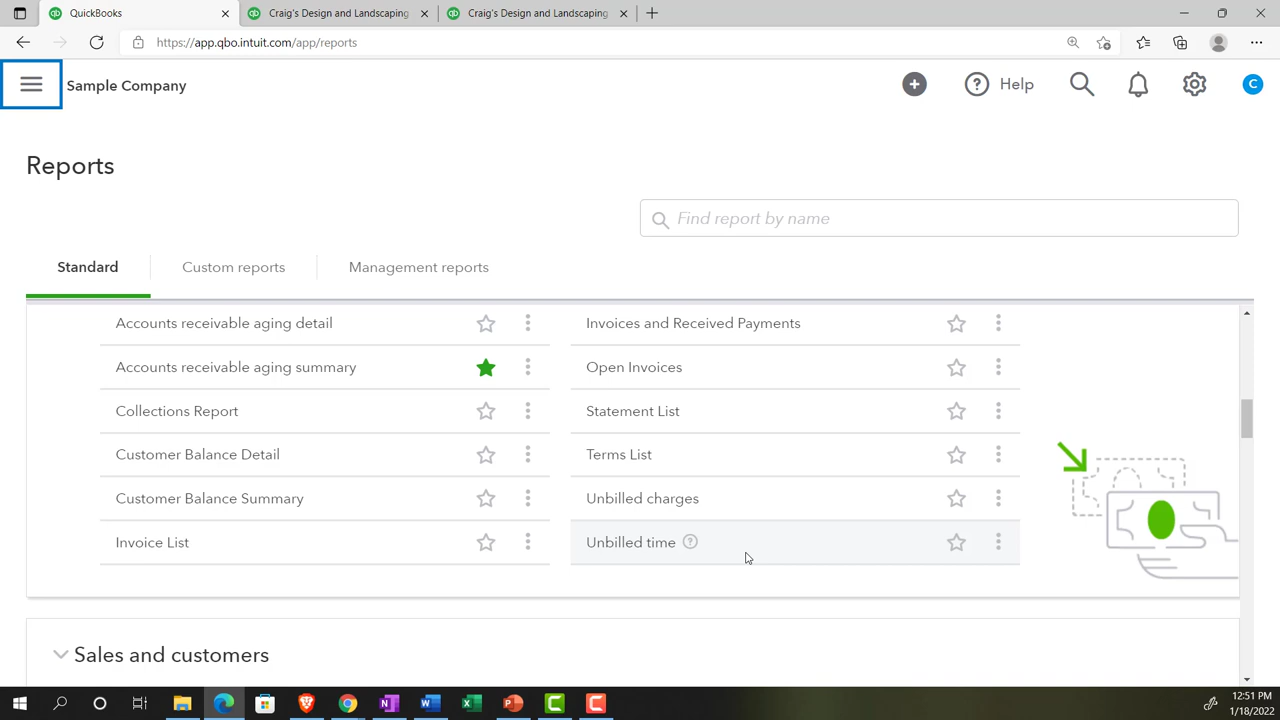 QuickBooks
Craig's Design and Landscaping
Craig's Design and Landscaping
https://app.qbo.intuit.com/app/reports
Sample Company
Help
C
Reports
Find report by name
Standard
Custom reports
Management reports
Accounts receivable aging detail
Invoices and Received Payments
Accounts receivable aging summary
Open Invoices
Collections Report
Statement List
Customer Balance Detail
Terms List
Customer Balance Summary
Unbilled charges
Invoice List
Unbilled time
Sales and customers
12:51 PM
1/18/2022